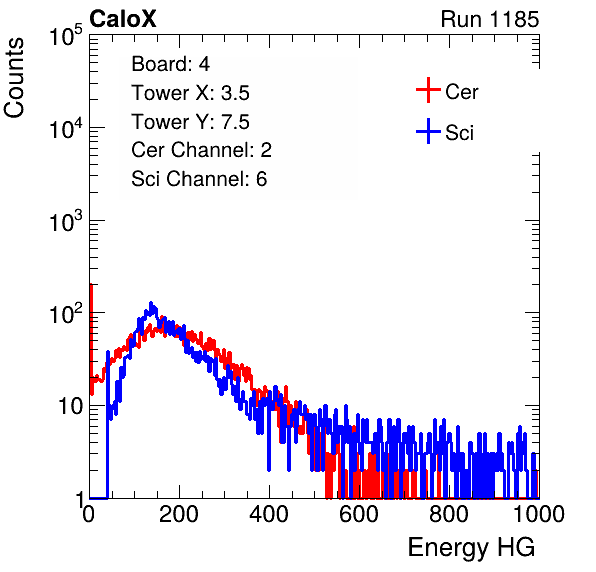 CaloX Run 1185
Counts
10^5
10^4
10^3
10^2
10
1
Board: 4
Tower X: 3.5
Tower Y: 7.5
Cer Channel: 2
Sci Channel: 6
Cer
Sci
0 200 400 600 800 1000
Energy HG